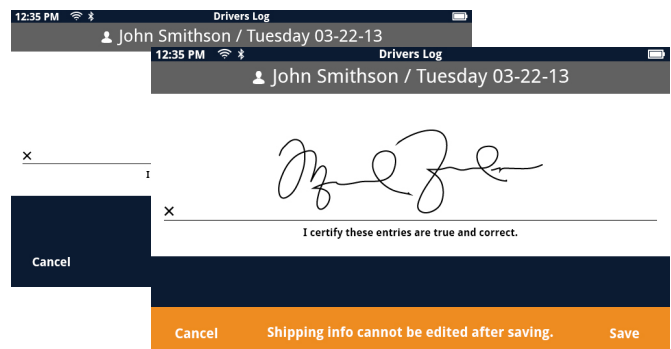 12:35 PM Drivers Log
John Smithson / Tuesday 03-22-13
×
I
Cancel
12:35 PM Drivers Log
John Smithson / Tuesday 03-22-13
×
I certify these entries are true and correct.
Cancel Shipping info cannot be edited after saving. Save